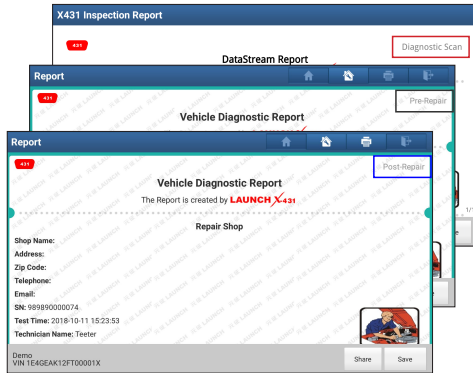 X431 Inspection Report
431
Diagnostic Scan
DataStream Report
Report
431
Pre-Repair
Vehicle Diagnostic Report
Report
431
Post-Repair
Vehicle Diagnostic Report
The Report is created by LAUNCH X-431
Repair Shop
Shop Name:
Address:
Zip Code:
Telephone:
Email:
SN: 989890000074
Test Time: 2018-10-11 15:23:53
Technician Name: Teeter
Demo
VIN 1E4GEAK12FT00001X
Share
Save